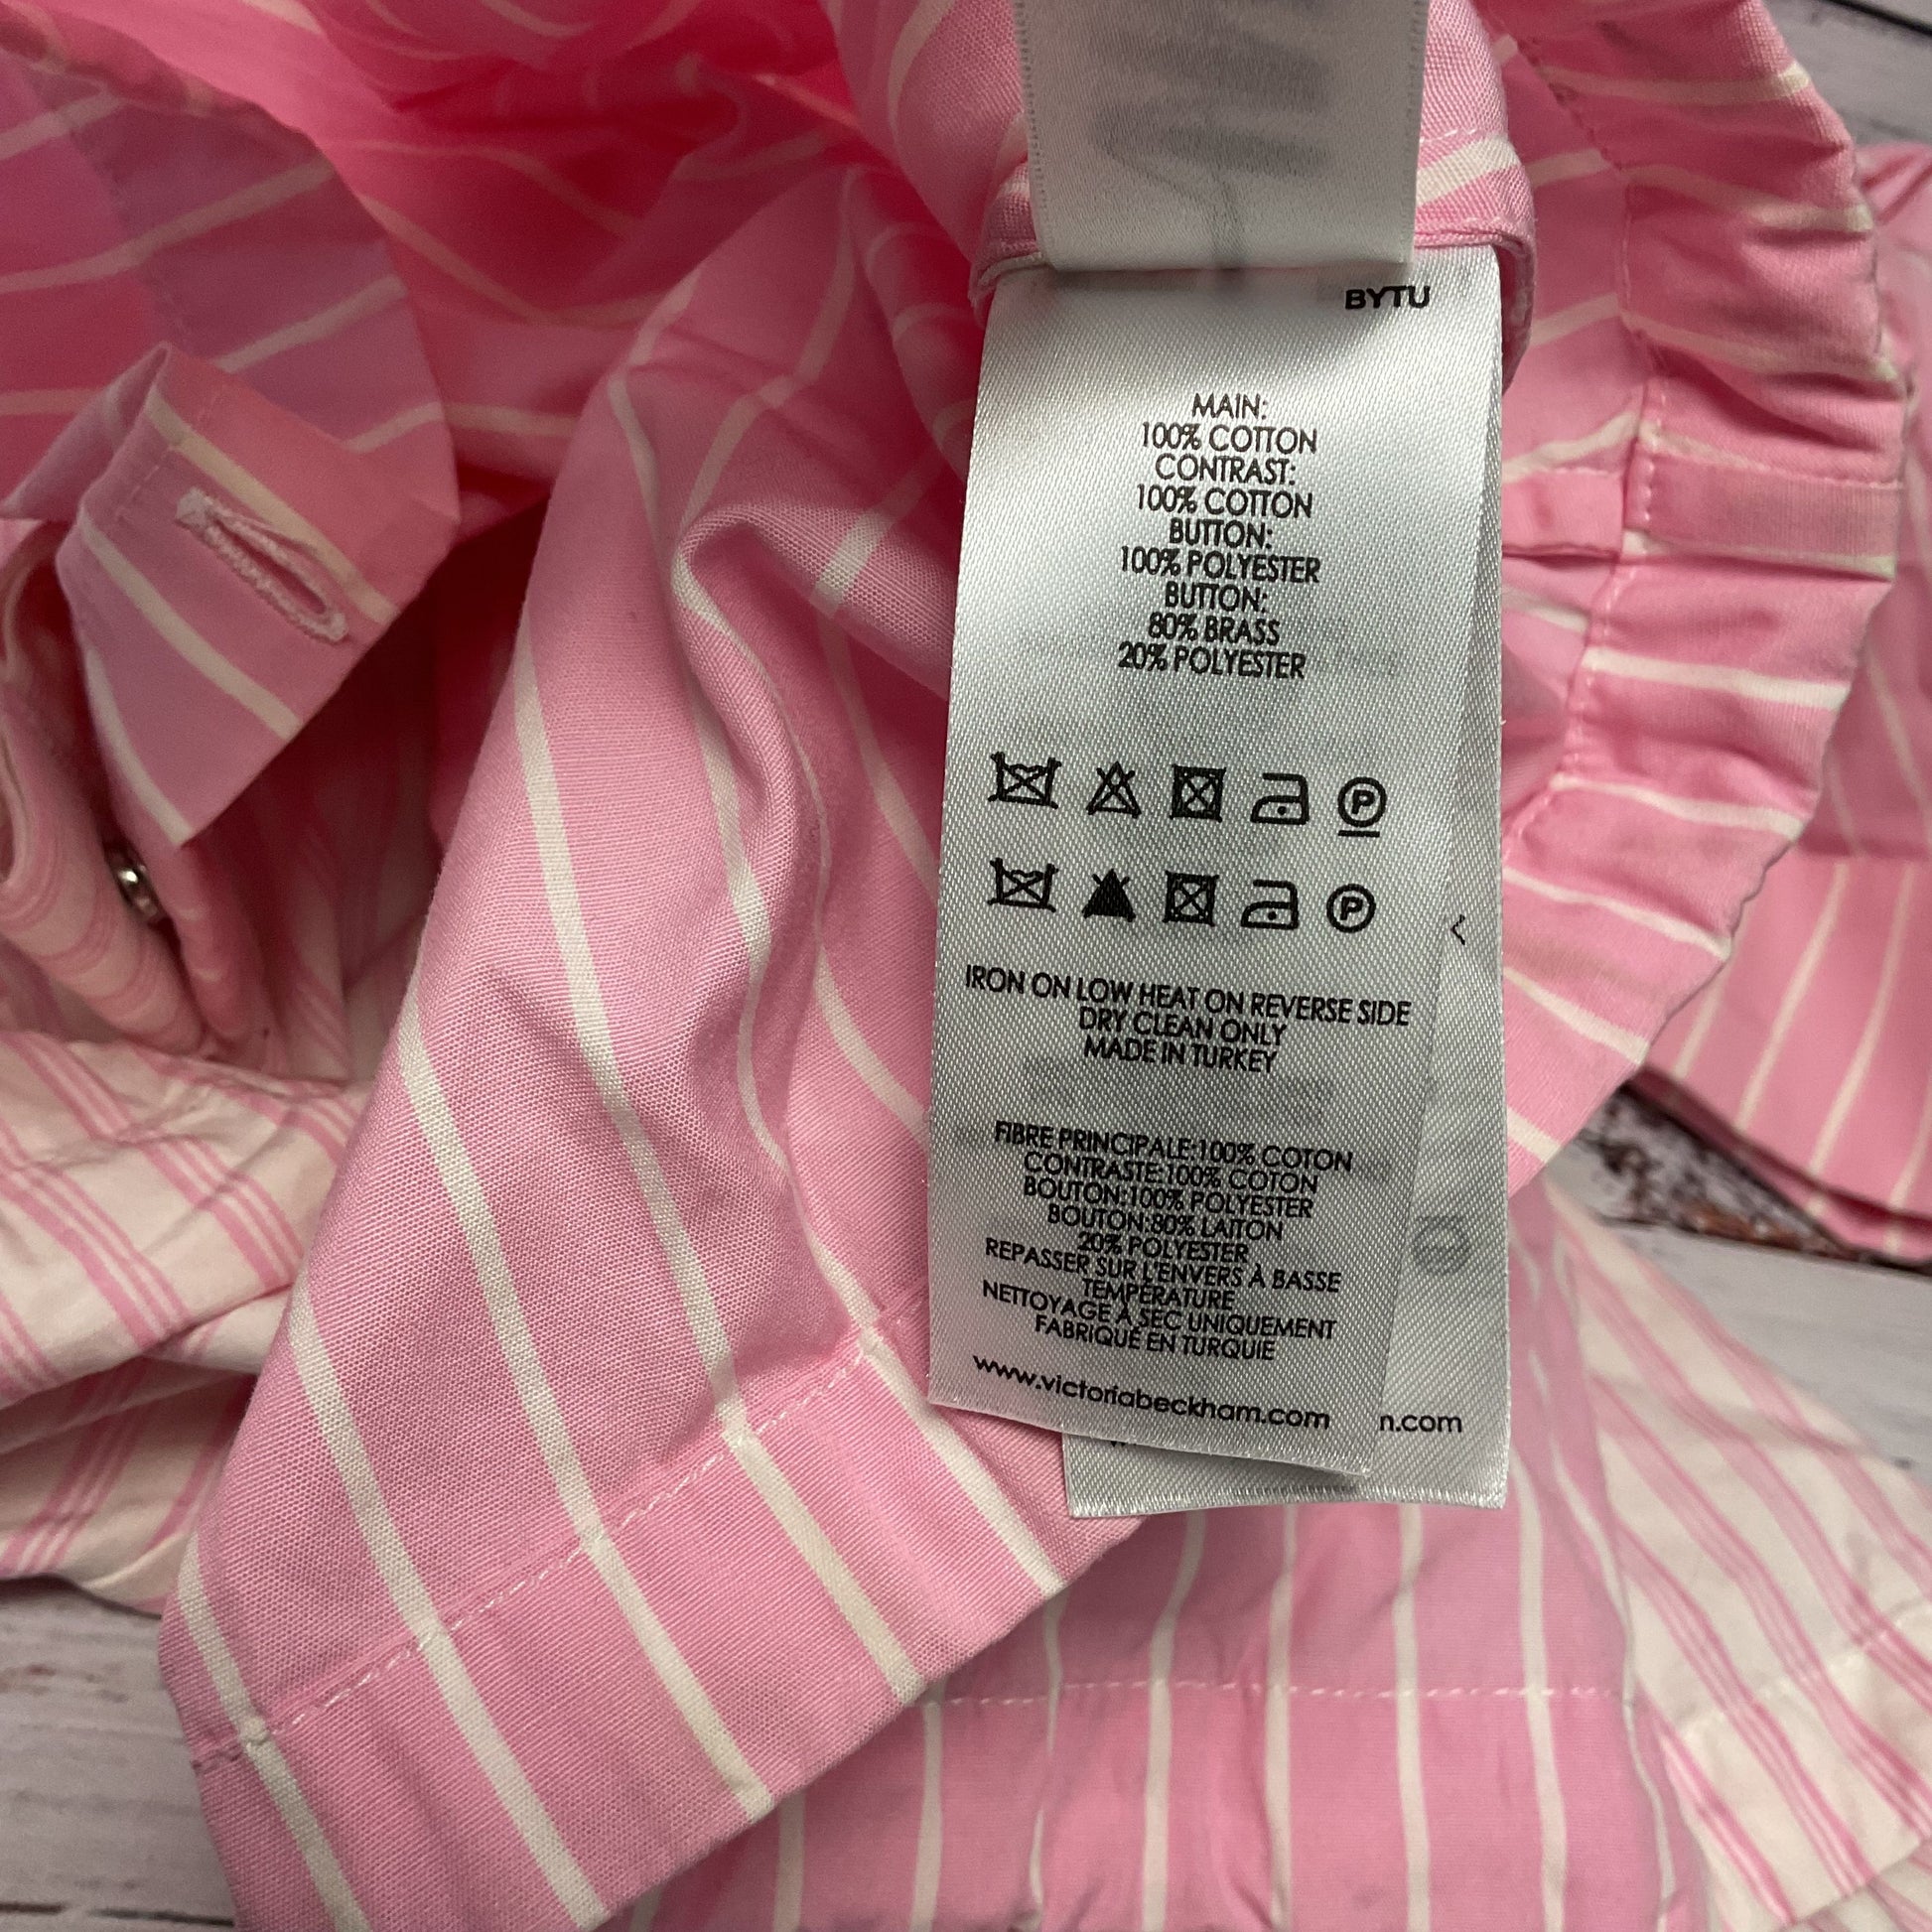 BYTU
MAIN:
100% COTTON
CONTRAST:
100% COTTON
BUTTON:
100% POLYESTER
BUTTON:
80% BRASS
20% POLYESTER
P
P
IRON ON LOW HEAT ON REVERSE SIDE
DRY CLEAN ONLY
MADE IN TURKEY
FIBRE PRINCIPALE:100% COTON
CONTRASTE:100% COTON
BOUTON:100% POLYESTER
BOUTON:80% LAITON
20% POLYESTER
REPASSER SUR L'ENVERS À BASSE
TEMPÉRATURE
NETTOYAGE À SEC UNIQUEMENT
FABRIQUÉ EN TURQUIE
www.victoriabeckham.com
n.com